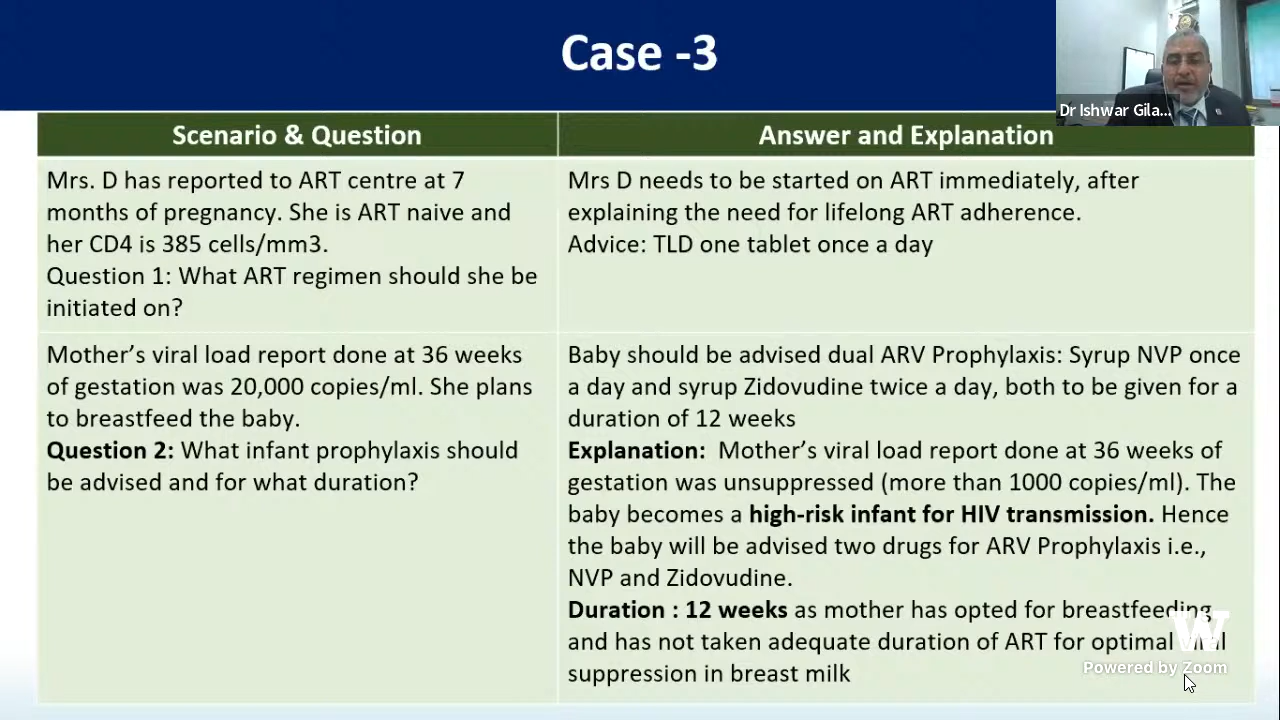 Case -3
Dr Ishwar Gila...
Scenario & Question
Answer and Explanation
Mrs. D has reported to ART centre at 7
months of pregnancy. She is ART naive and
her CD4 is 385 cells/mm3.
Question 1: What ART regimen should she be
initiated on?
Mrs D needs to be started on ART immediately, after
explaining the need for lifelong ART adherence.
Advice: TLD one tablet once a day
Mother’s viral load report done at 36 weeks
of gestation was 20,000 copies/ml. She plans
to breastfeed the baby.
Question 2: What infant prophylaxis should
be advised and for what duration?
Baby should be advised dual ARV Prophylaxis: Syrup NVP once
a day and syrup Zidovudine twice a day, both to be given for a
duration of 12 weeks
Explanation: Mother’s viral load report done at 36 weeks of
gestation was unsuppressed (more than 1000 copies/ml). The
baby becomes a high-risk infant for HIV transmission. Hence
the baby will be advised two drugs for ARV Prophylaxis i.e.,
NVP and Zidovudine.
Duration : 12 weeks as mother has opted for breastfeeding
and has not taken adequate duration of ART for optimal viral
suppression in breast milk
W
Powered by Zoom